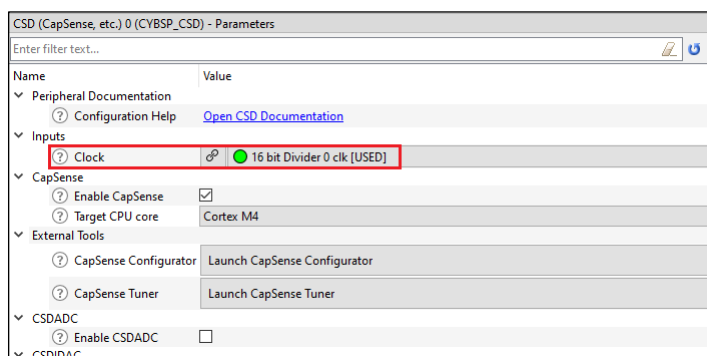 CSD (CapSense, etc.) 0 (CYBSP_CSD) - Parameters
Enter filter text...
Name Value
Peripheral Documentation
? Configuration Help Open CSD Documentation
Inputs
? Clock 16 bit Divider 0 clk [USED]
CapSense
? Enable CapSense
? Target CPU core Cortex M4
External Tools
? CapSense Configurator Launch CapSense Configurator
? CapSense Tuner Launch CapSense Tuner
CSDADC
? Enable CSDADC
CSDIDAC